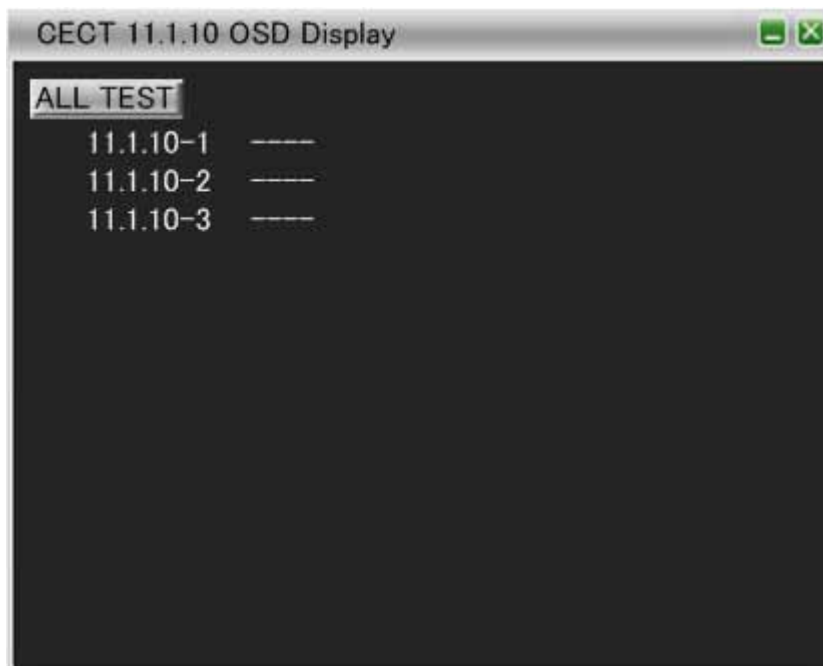 CECT 11.1.10 OSD Display
ALL TEST
11.1.10-1 ----
11.1.10-2 ----
11.1.10-3 ----